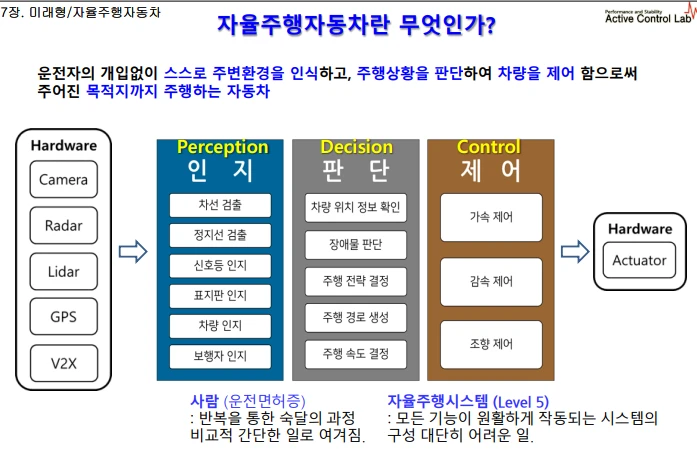 7장. 미래형/자율주행자동차
자율주행자동차란 무엇인가?
Performance and Stability
Active Control Lab
운전자의 개입없이 스스로 주변환경을 인식하고, 주행상황을 판단하여 차량을 제어 함으로써
주어진 목적지까지 주행하는 자동차
Hardware
Camera
Radar
Lidar
GPS
V2X
Perception
인 지
차선 검출
정지선 검출
신호등 인지
표지판 인지
차량 인지
보행자 인지
Decision
판 단
차량 위치 정보 확인
장애물 판단
주행 전략 결정
주행 경로 생성
주행 속도 결정
Control
제 어
가속 제어
감속 제어
조향 제어
Hardware
Actuator
사람 (운전면허증)
: 반복을 통한 숙달의 과정
비교적 간단한 일로 여겨짐.
자율주행시스템 (Level 5)
: 모든 기능이 원활하게 작동되는 시스템의
구성 대단히 어려운 일.